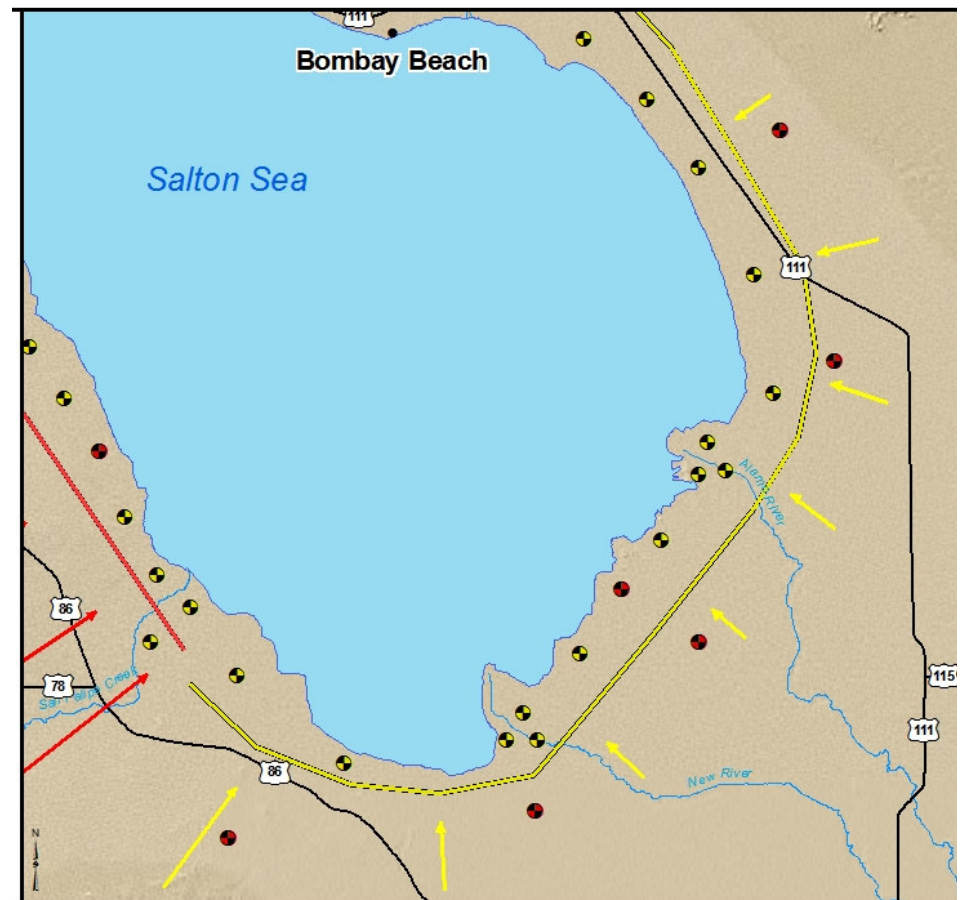 111
Bombay Beach
Salton Sea
111
Alamo River
86
78
San Felipe Creek
115
111
86
New River
N